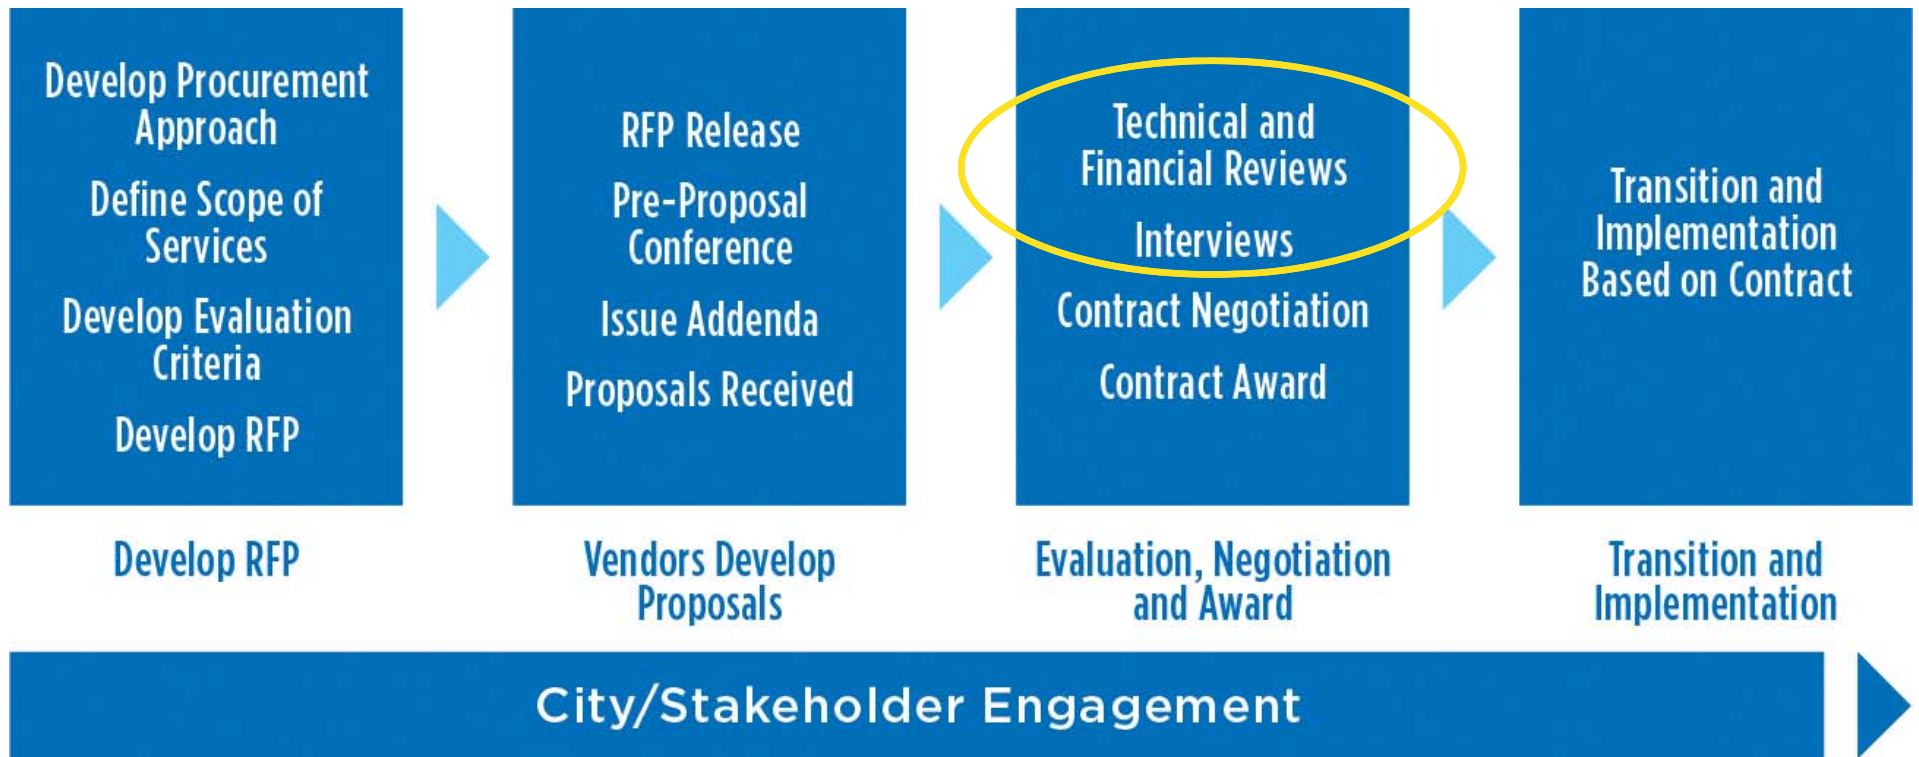 Develop Procurement
Approach
Define Scope of
Services
Develop Evaluation
Criteria
Develop RFP
Develop RFP
RFP Release
Pre-Proposal
Conference
Issue Addenda
Proposals Received
Vendors Develop
Proposals
Technical and
Financial Reviews
Interviews
Contract Negotiation
Contract Award
Evaluation, Negotiation
and Award
Transition and
Implementation
Based on Contract
Transition and
Implementation
City/Stakeholder Engagement